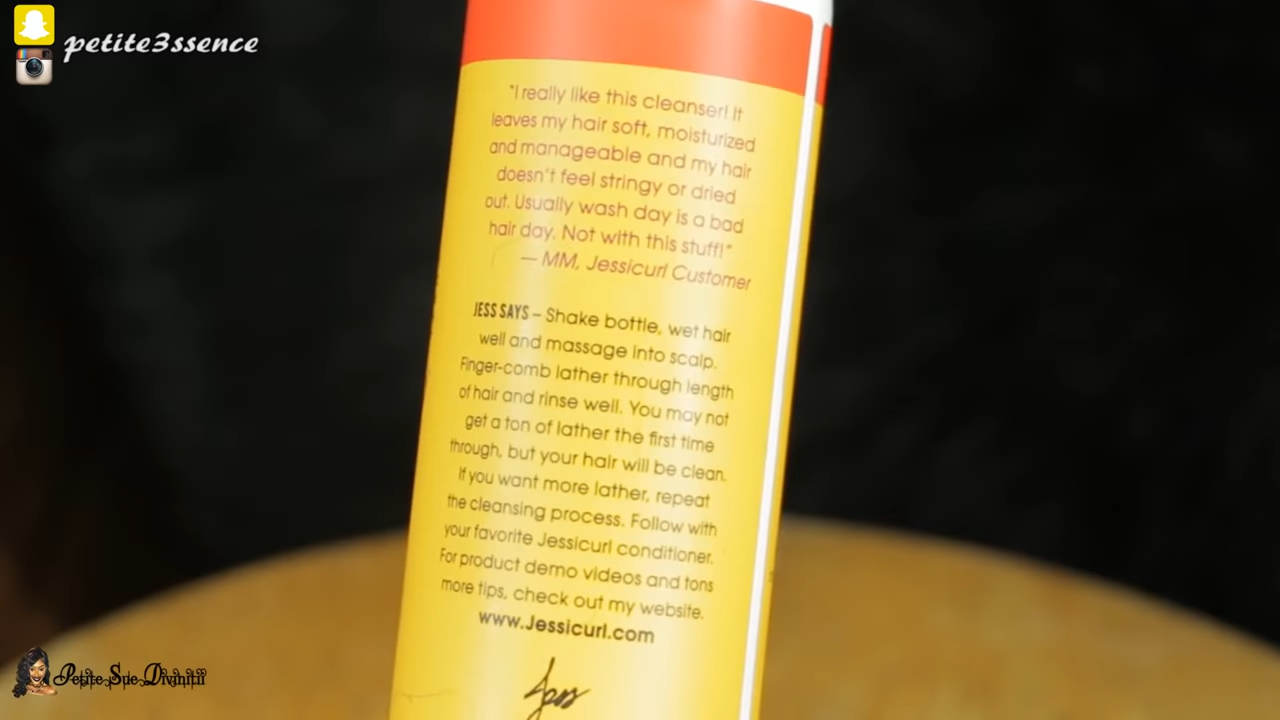 petite3ssence
"I really like this cleanser! It
leaves my hair soft, moisturized
and manageable and my hair
doesn't feel stringy or dried
out. Usually wash day is a bad
hair day. Not with this stuff!"
— MM, Jessicurl Customer
JESS SAYS – Shake bottle, wet hair
well and massage into scalp.
Finger-comb lather through length
of hair and rinse well. You may not
get a ton of lather the first time
through, but your hair will be clean.
If you want more lather, repeat
the cleansing process. Follow with
your favorite Jessicurl conditioner.
For product demo videos and tons
more tips, check out my website.
www.Jessicurl.com
Jess
Petite Sue Divinitii